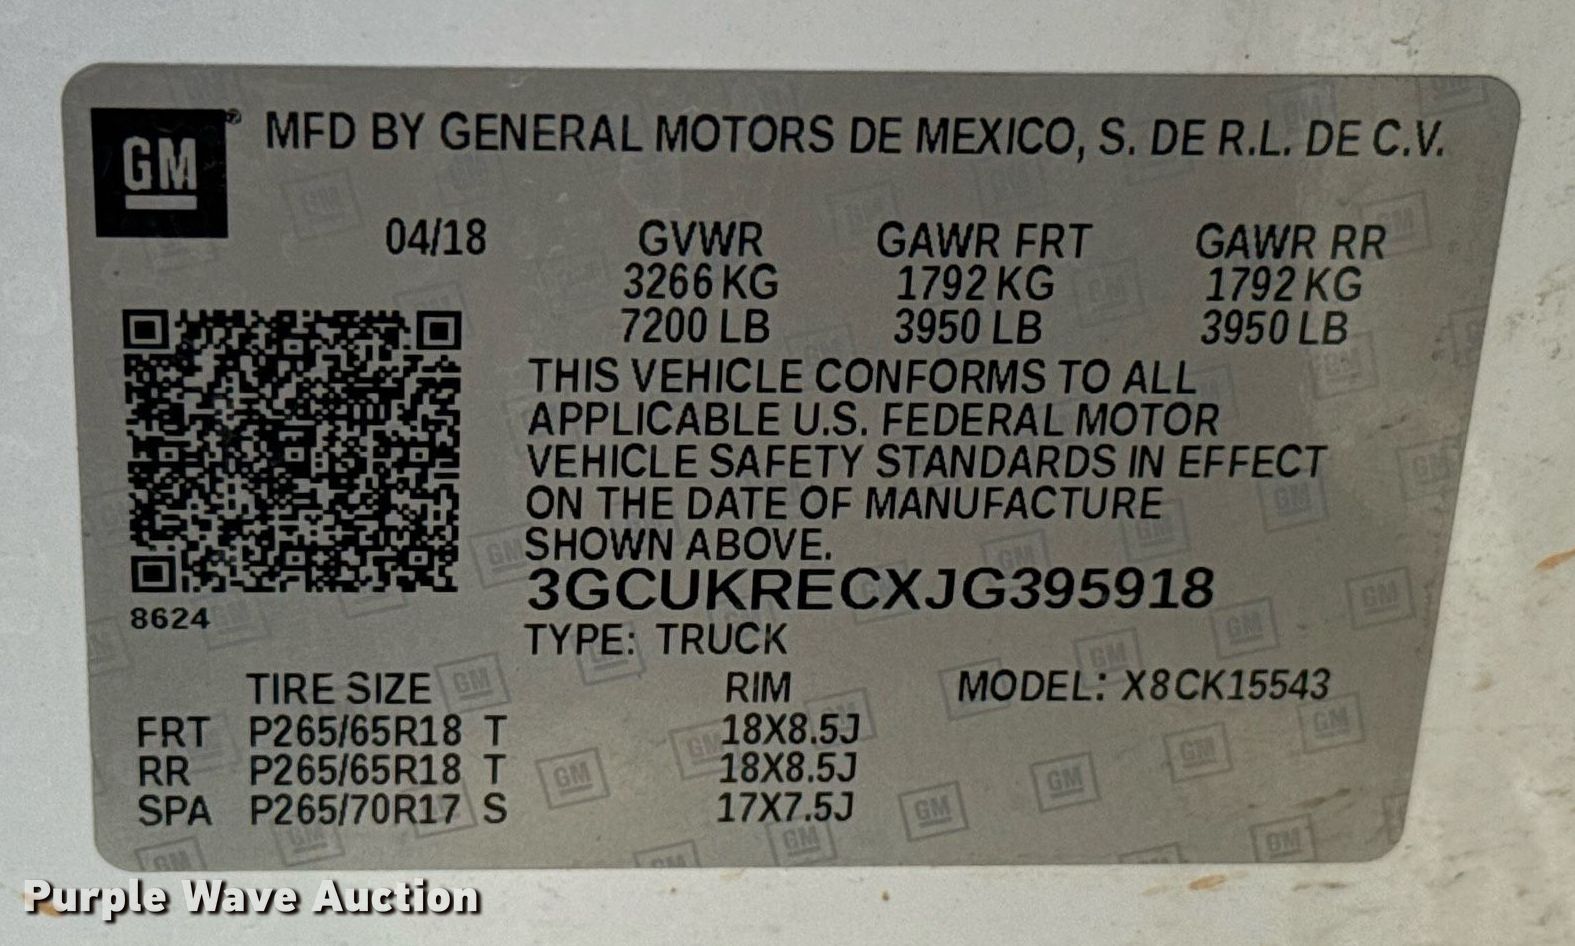 GM® MFD BY GENERAL MOTORS DE MEXICO, S. DE R.L. DE C.V.
04/18 GVWR GAWR FRT GAWR RR
3266 KG 1792 KG 1792 KG
7200 LB 3950 LB 3950 LB
THIS VEHICLE CONFORMS TO ALL
APPLICABLE U.S. FEDERAL MOTOR
VEHICLE SAFETY STANDARDS IN EFFECT
ON THE DATE OF MANUFACTURE
SHOWN ABOVE.
3GCUKRECXJG395918
8624
TYPE: TRUCK
TIRE SIZE RIM MODEL: X8CK15543
FRT P265/65R18 T 18X8.5J
RR P265/65R18 T 18X8.5J
SPA P265/70R17 S 17X7.5J
Purple Wave Auction